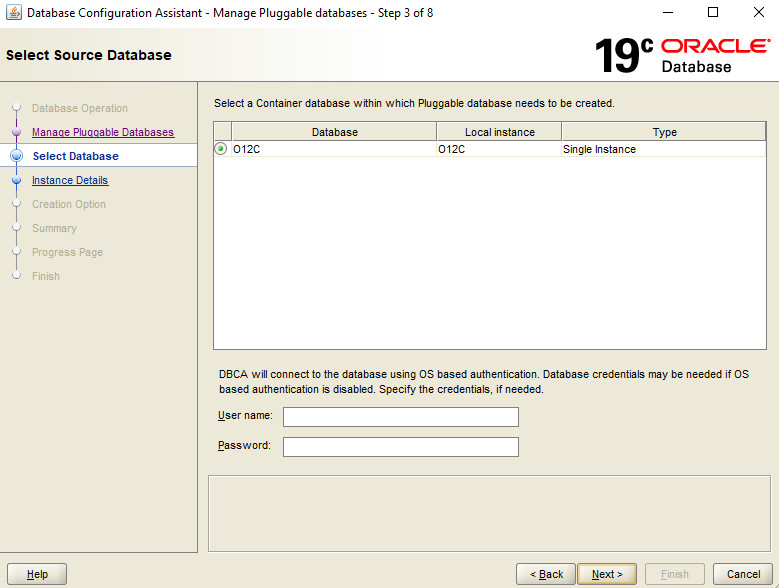 Database Configuration Assistant - Manage Pluggable databases - Step 3 of 8
Select Source Database
19c ORACLE
Database
Database Operation
Manage Pluggable Databases
Select Database
Instance Details
Creation Option
Summary
Progress Page
Finish
Select a Container database within which Pluggable database needs to be created.
Database Local instance Type
O12C O12C Single Instance
DBCA will connect to the database using OS based authentication. Database credentials may be needed if OS
based authentication is disabled. Specify the credentials, if needed.
User name:
Password:
Help < Back Next > Finish Cancel